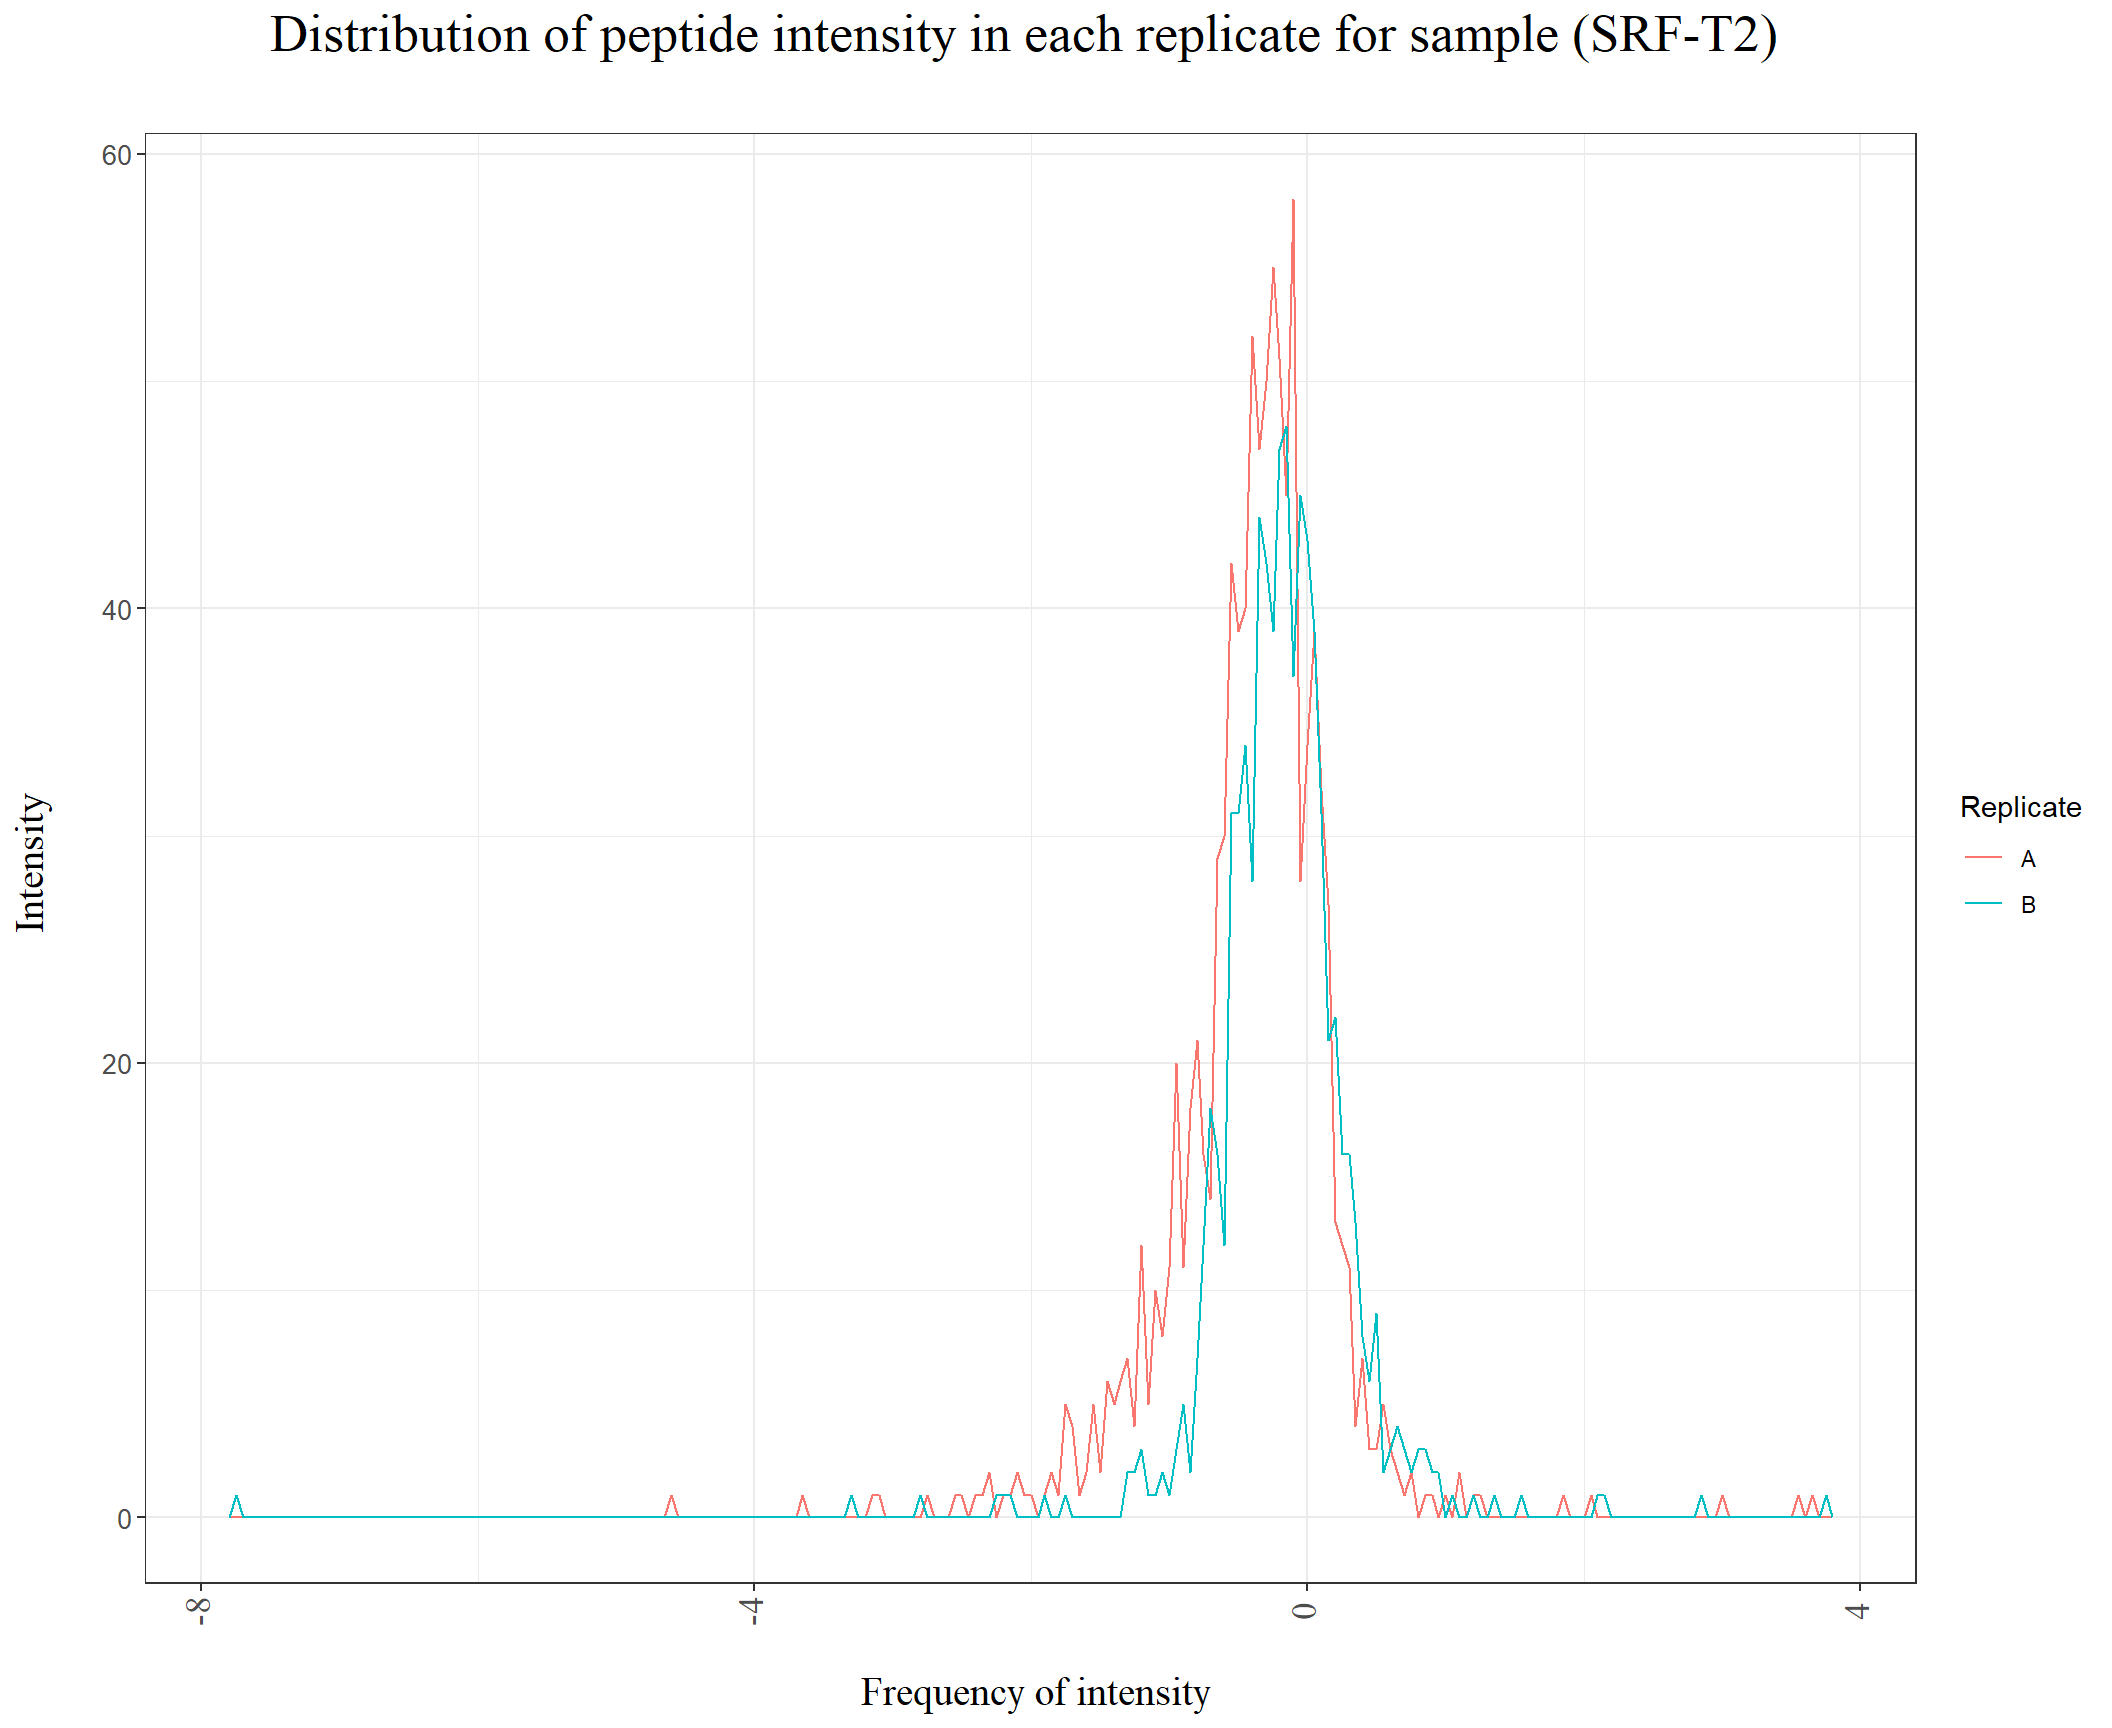 Distribution of peptide intensity in each replicate for sample (SRF-T2)
60
40
20
0
Intensity
-8
-4
0
4
Frequency of intensity
Replicate
A
B